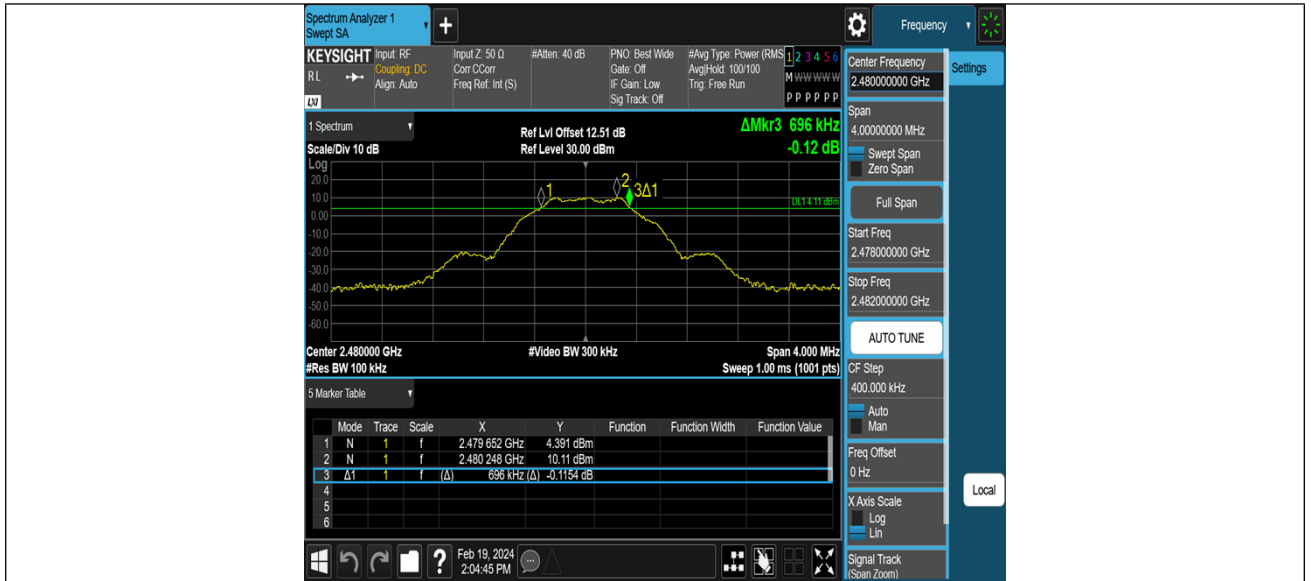 Spectrum Analyzer 1
Swept SA
+
Frequency
KEYSIGHT
RL
LXI
Input: RF
Coupling: DC
Align: Auto
Input Z: 50 Ω
Corr CCorr
Freq Ref: Int (S)
#Atten: 40 dB
PNO: Best Wide
Gate: Off
IF Gain: Low
Sig Track: Off
#Avg Type: Power (RMS
Avg|Hold: 100/100
Trig: Free Run
1 2 3 4 5 6
M W W W W W
P P P P P P
1 Spectrum
Scale/Div 10 dB
Ref Lvl Offset 12.51 dB
Ref Level 30.00 dBm
ΔMkr3 696 kHz
-0.12 dB
Log
20.0
10.0
0.00
-10.0
-20.0
-30.0
-40.0
-50.0
-60.0
1
2
3Δ1
DL1 4.11 dBm
Center 2.480000 GHz
#Video BW 300 kHz
Span 4.000 MHz
#Res BW 100 kHz
Sweep 1.00 ms (1001 pts)
5 Marker Table
Mode Trace Scale X Y Function Function Width Function Value
1 N 1 f 2.479 652 GHz 4.391 dBm
2 N 1 f 2.480 248 GHz 10.11 dBm
3 Δ1 1 f (Δ) 696 kHz (Δ) -0.1154 dB
4
5
6
?
Feb 19, 2024
2:04:45 PM
Center Frequency
2.480000000 GHz
Settings
Span
4.00000000 MHz
Swept Span
Zero Span
Full Span
Start Freq
2.478000000 GHz
Stop Freq
2.482000000 GHz
AUTO TUNE
CF Step
400.000 kHz
Auto
Man
Freq Offset
0 Hz
Local
X Axis Scale
Log
Lin
Signal Track
(Span Zoom)